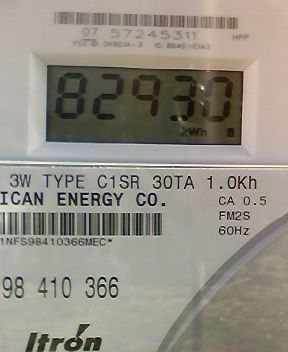 07 57245311 HPP
82930
kWh
3W TYPE C1SR 30TA 1.0Kh
ICAN ENERGY CO. CA 0.5
FM2S
60Hz
1NFS98410366MEC*
98 410 366
Itron